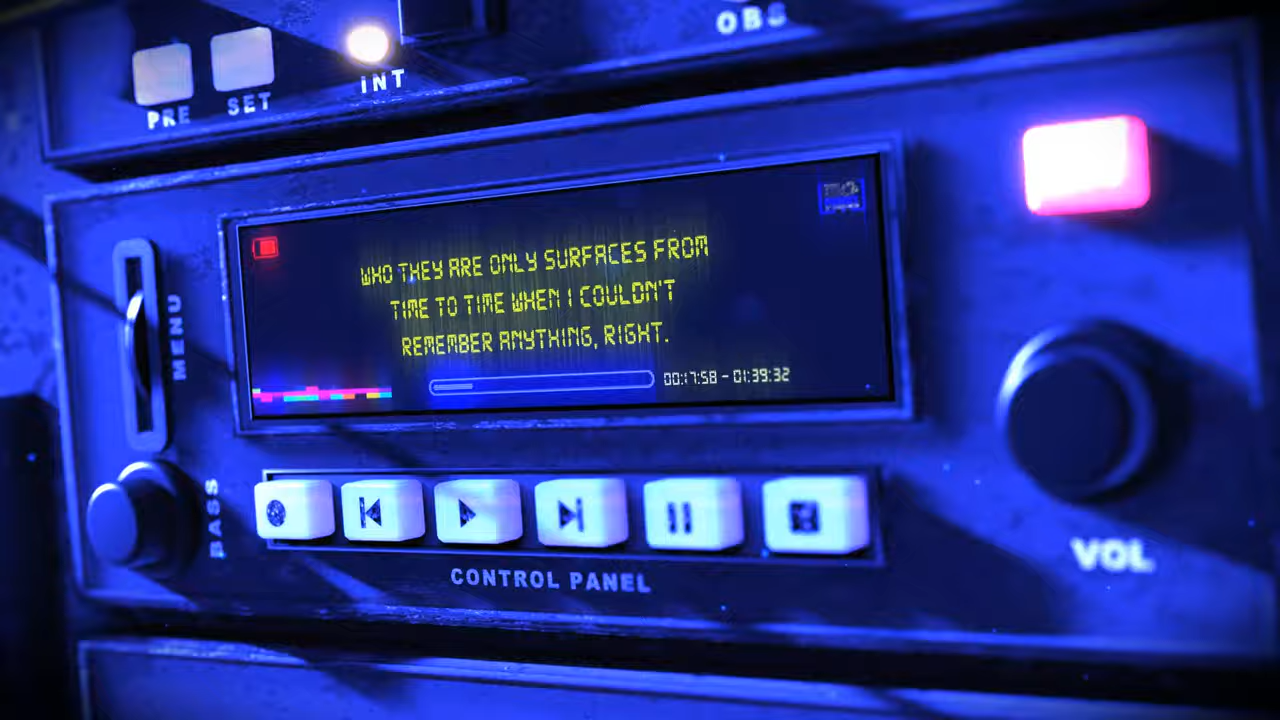 OBS
PRE
SET
INT
WHO THEY ARE ONLY SURFACES FROM
TIME TO TIME WHEN I COULDN'T
REMEMBER ANYTHING, RIGHT.
00:17:58 - 01:39:32
MENU
BASS
CONTROL PANEL
VOL